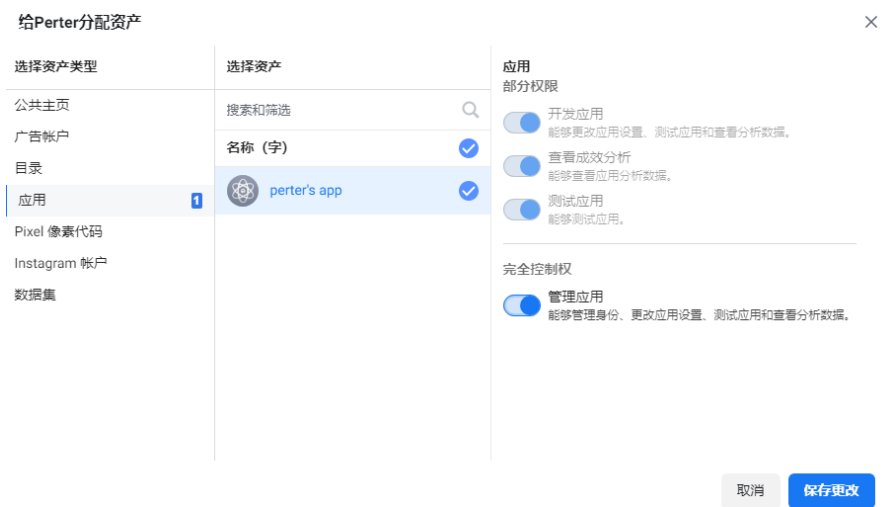 给Perter分配资产
选择资产类型
公共主页
广告帐户
目录
应用
1
Pixel 像素代码
Instagram 帐户
数据集
选择资产
搜索和筛选
名称（字）
perter's app
应用
部分权限
开发应用
能够更改应用设置、测试应用和查看分析数据。
查看成效分析
能够查看应用分析数据。
测试应用
能够测试应用。
完全控制权
管理应用
能够管理身份、更改应用设置、测试应用和查看分析数据。
取消
保存更改